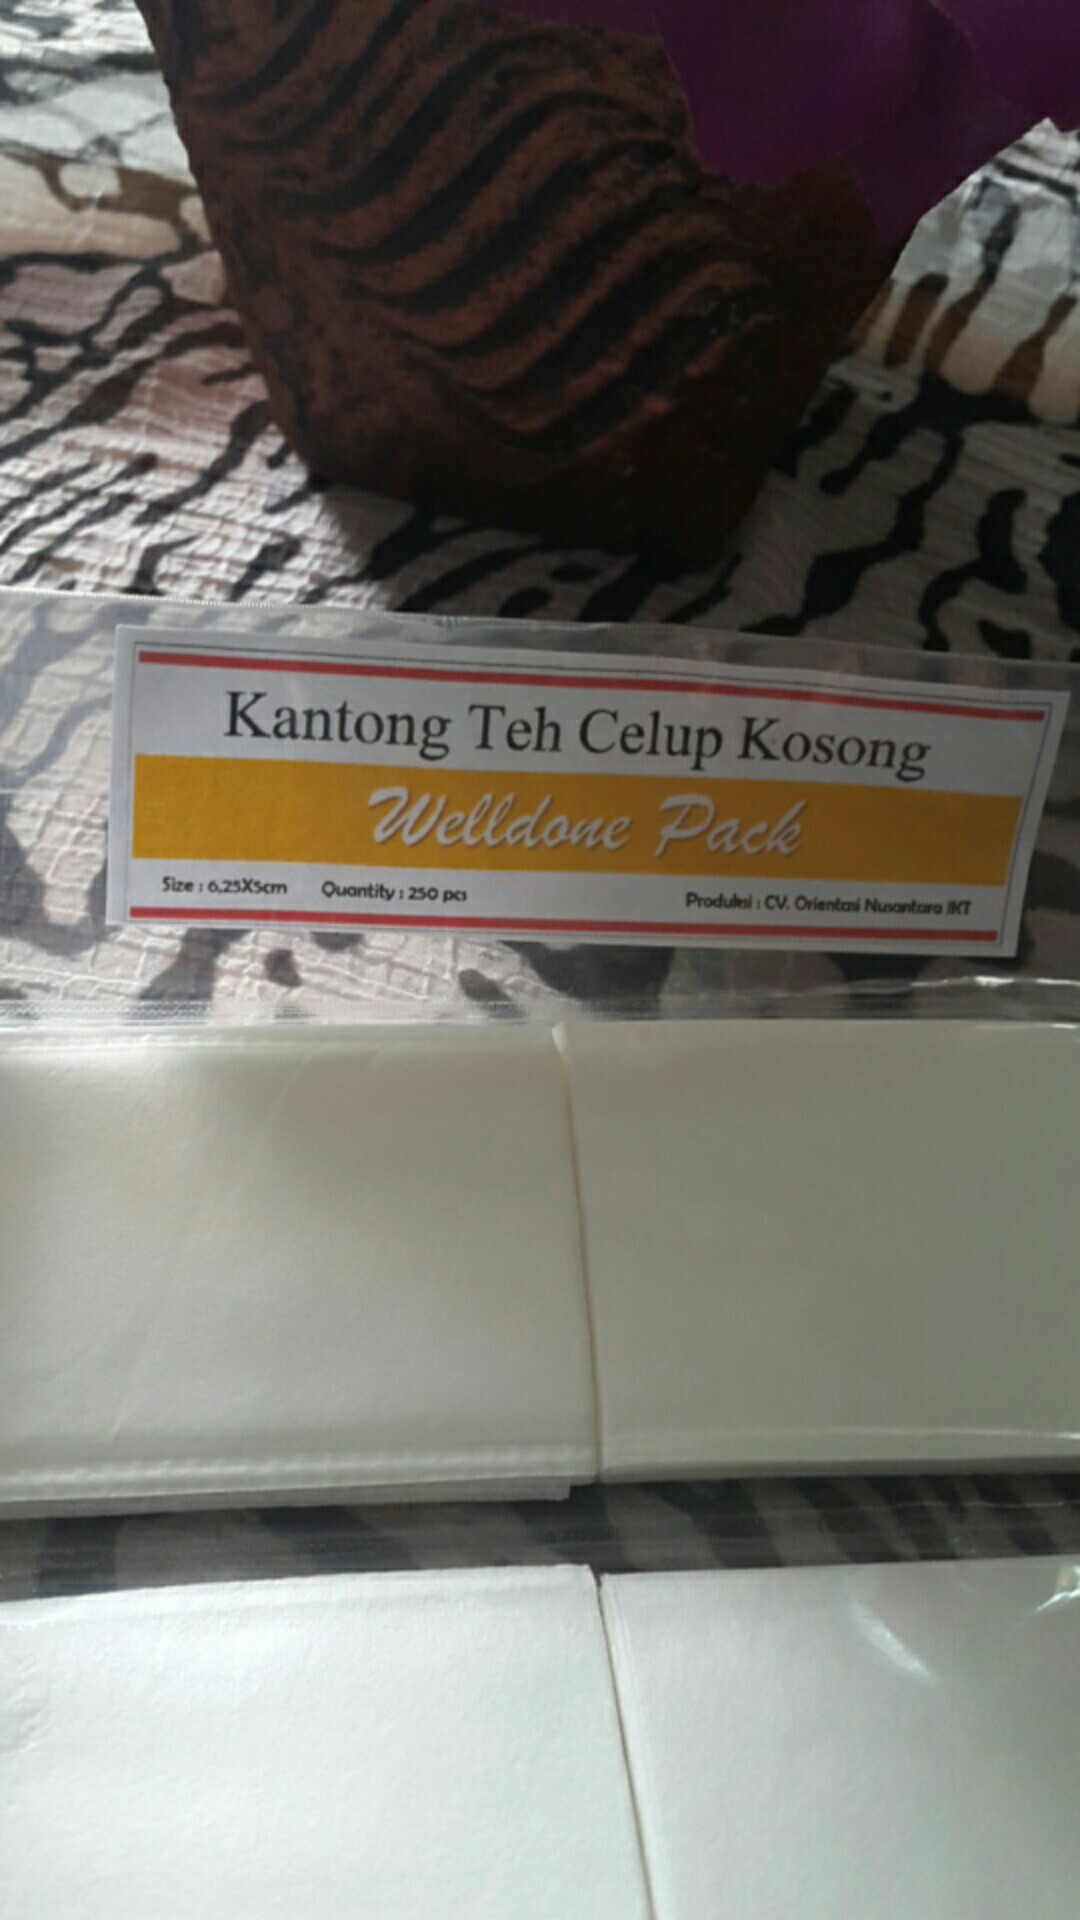 Kantong Teh Celup Kosong
Welldone Pack
Size : 6,25X5cm Quantity : 250 pcs Produksi : CV. Orientasi Nusantara JKT